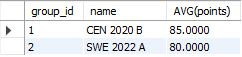 group_id name AVG(points)
1 CEN 2020 B 85.0000
2 SWE 2022 A 80.0000